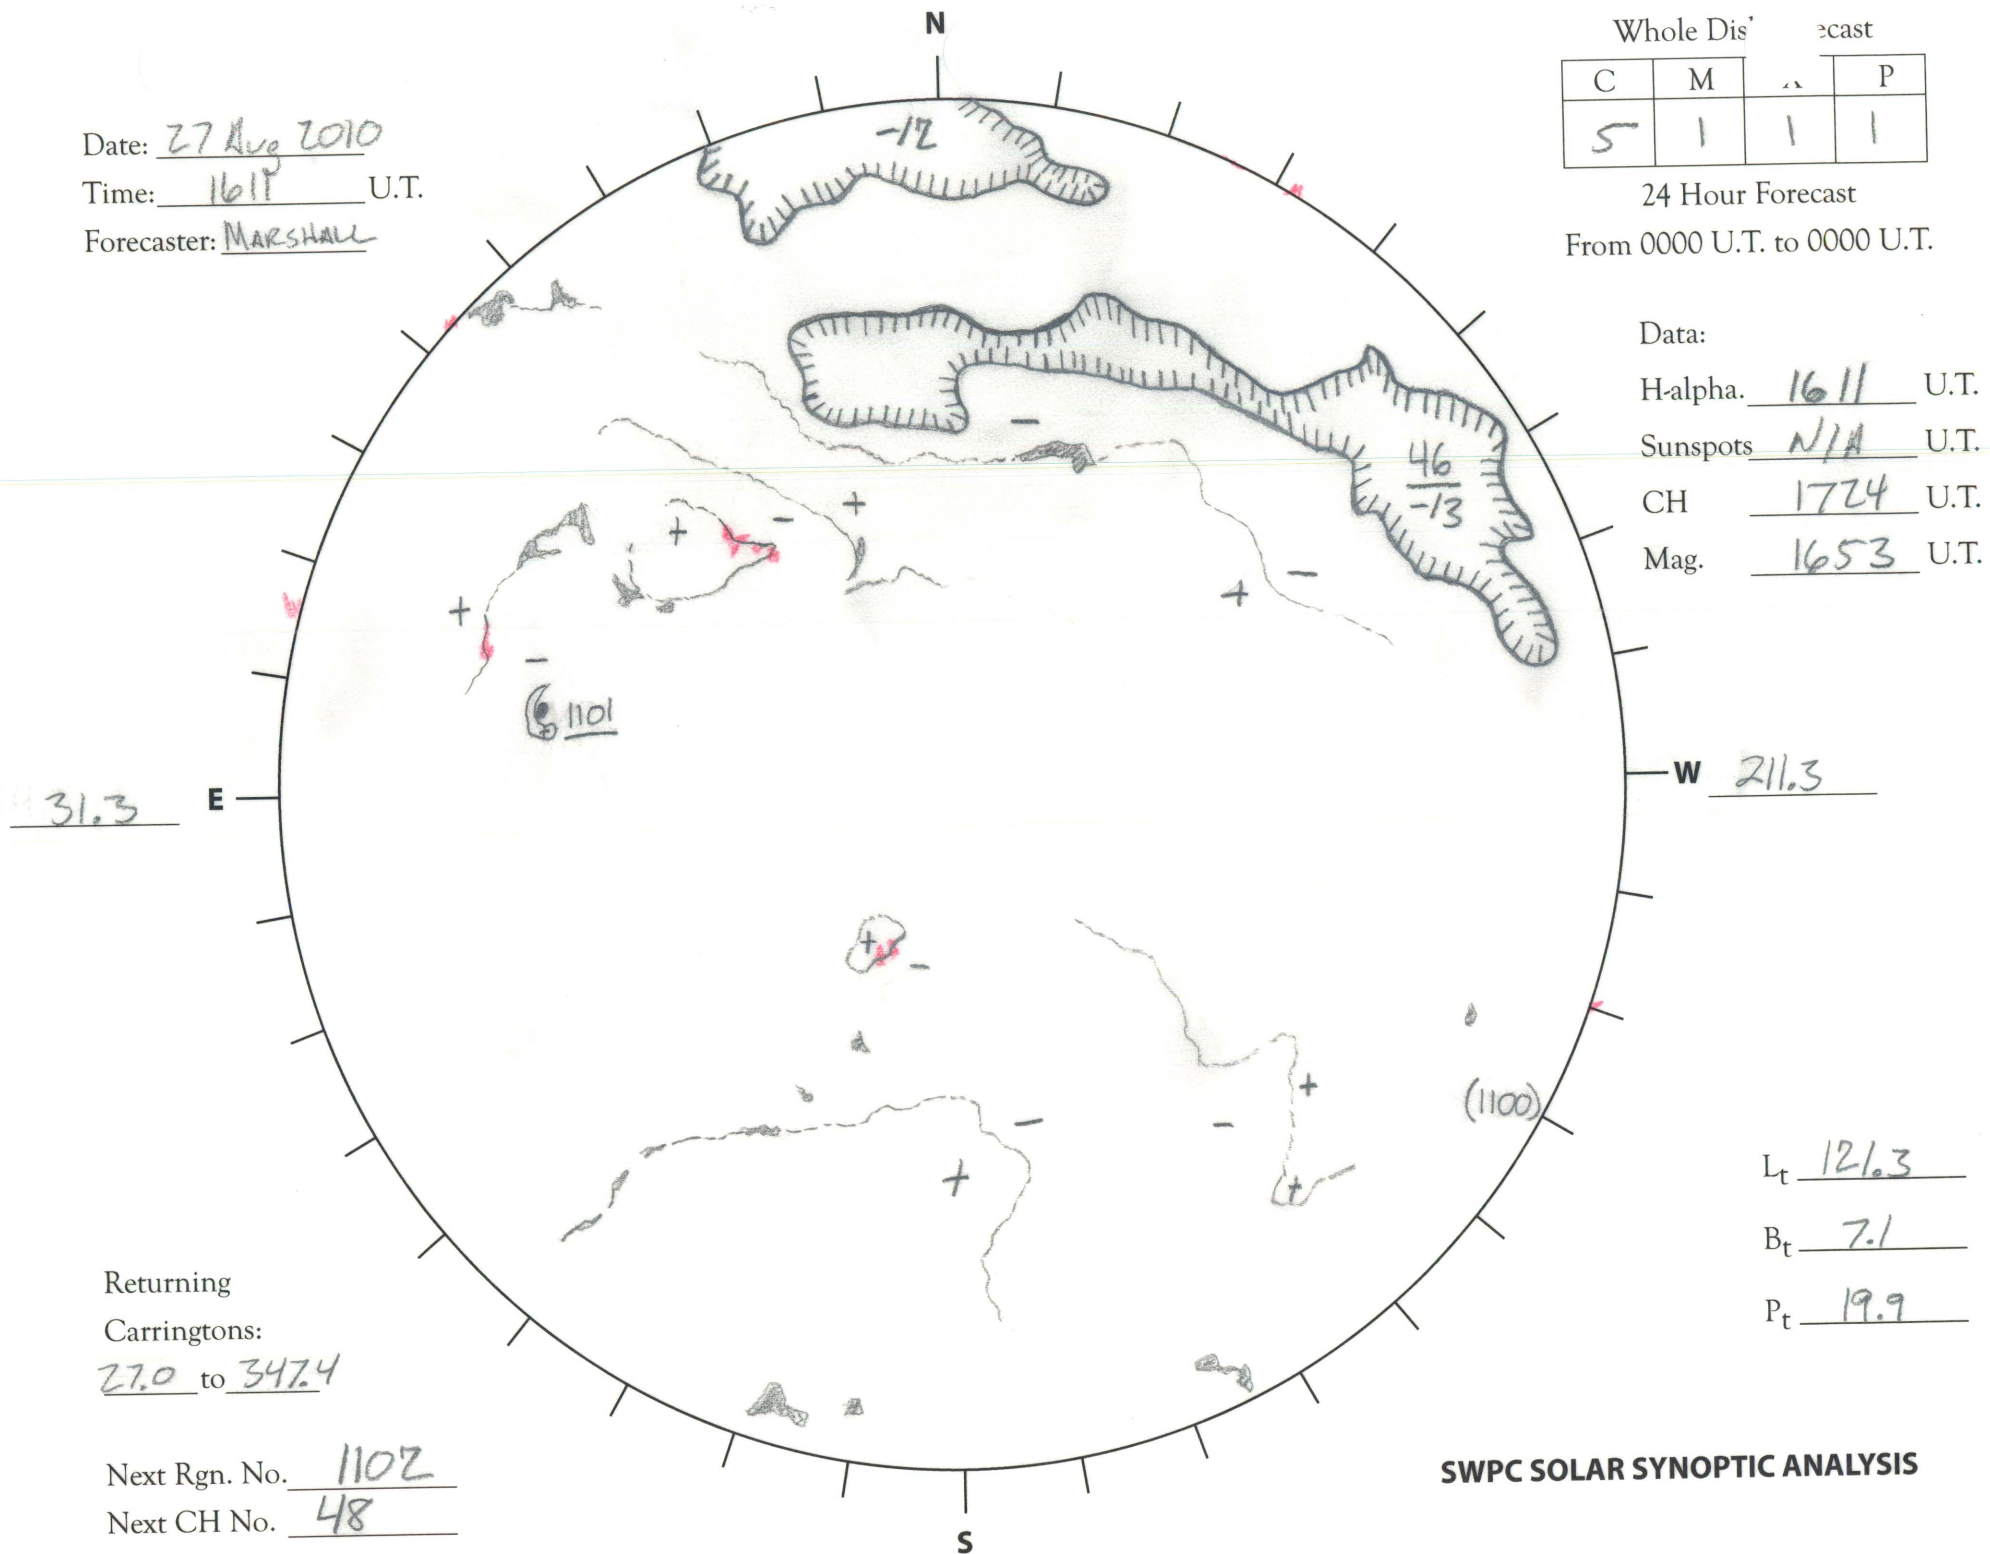 N
Whole Dis ecast
C M P
5 1 1 1
24 Hour Forecast
From 0000 U.T. to 0000 U.T.
Date: 27 Aug 2010
Time: 1611 U.T.
Forecaster: MARSHALL
-12
Data:
H-alpha. 1611 U.T.
Sunspots N/A U.T.
CH 1724 U.T.
Mag. 1653 U.T.
-
46
-13
+
+ -
+
-
+
-
1101
31.3 E
W 211.3
+
-
(1100)
+
-
-
+
+
Lt 121.3
Bt 7.1
Pt 19.9
Returning
Carringtons:
27.0 to 347.4
Next Rgn. No. 1102
Next CH No. 48
SWPC SOLAR SYNOPTIC ANALYSIS
S